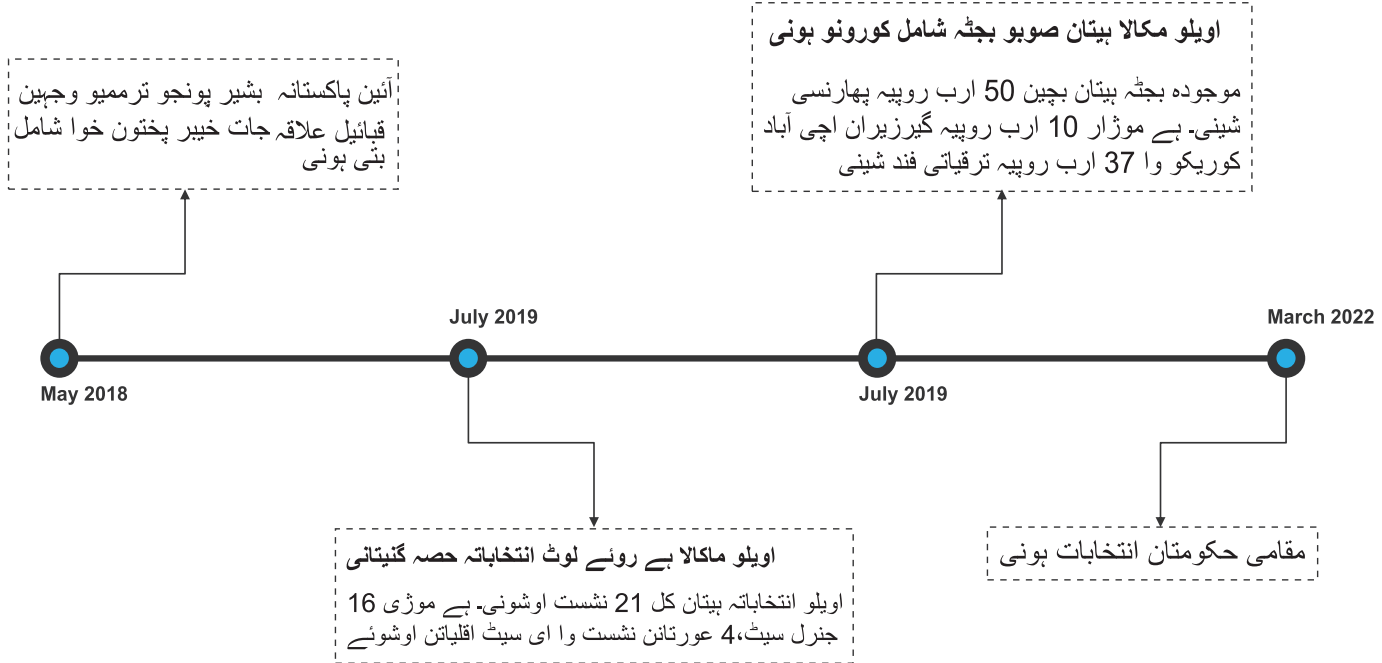 آئین پاکستانہ بشیر پونجو ترممیو وجہین
قبائیل علاقہ جات خیبر پختون خوا شامل
بتی ہونی
May 2018
July 2019
اویلو ماکالا ہے روئے لوٹ انتخاباتہ حصہ گنیتانی
اویلو انتخاباتہ ہیتان کل 21 نشست اوشونی۔ ہے موژی 16
جنرل سیٹ،4 عورتانن نشست وا ای سیٹ اقلیاتن اوشوئے
اویلو مکالا ہیتان صوبو بجٹہ شامل کورونو ہونی
موجودہ بجٹہ ہیتان بچین 50 ارب روپیہ پھارنسی
شینی۔ ہے موژار 10 ارب روپیہ گیرزیران اچی آباد
کوریکو وا 37 ارب روپیہ ترقیاتی فند شینی
July 2019
March 2022
مقامی حکومتان انتخابات ہونی